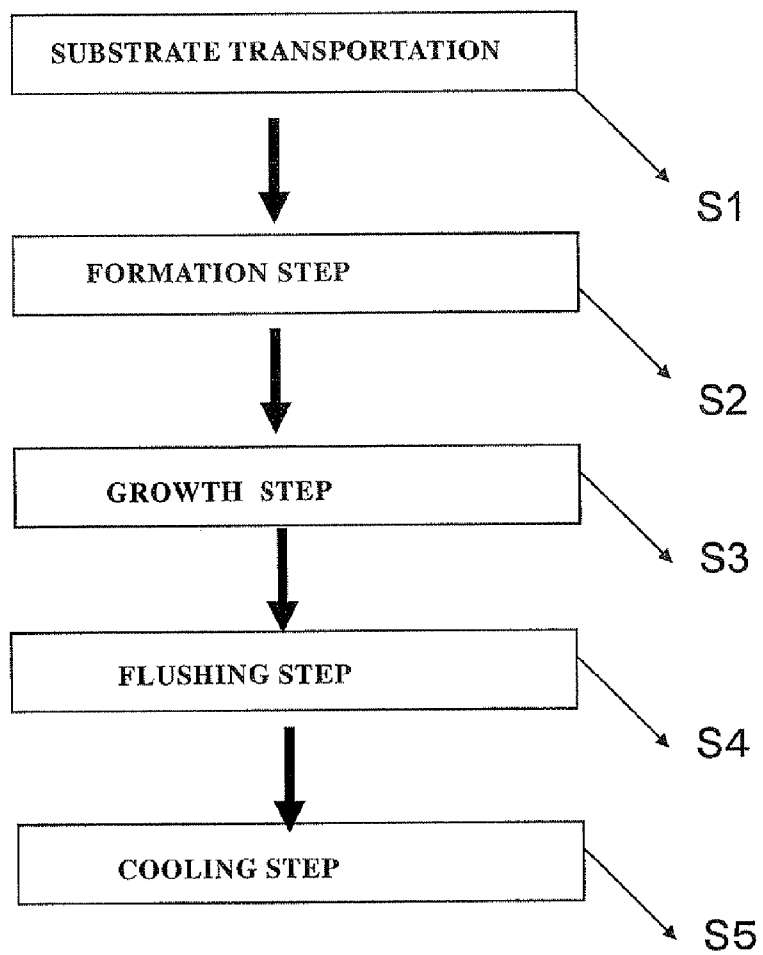 SUBSTRATE TRANSPORTATION
S1
FORMATION STEP
S2
GROWTH STEP
S3
FLUSHING STEP
S4
COOLING STEP
S5